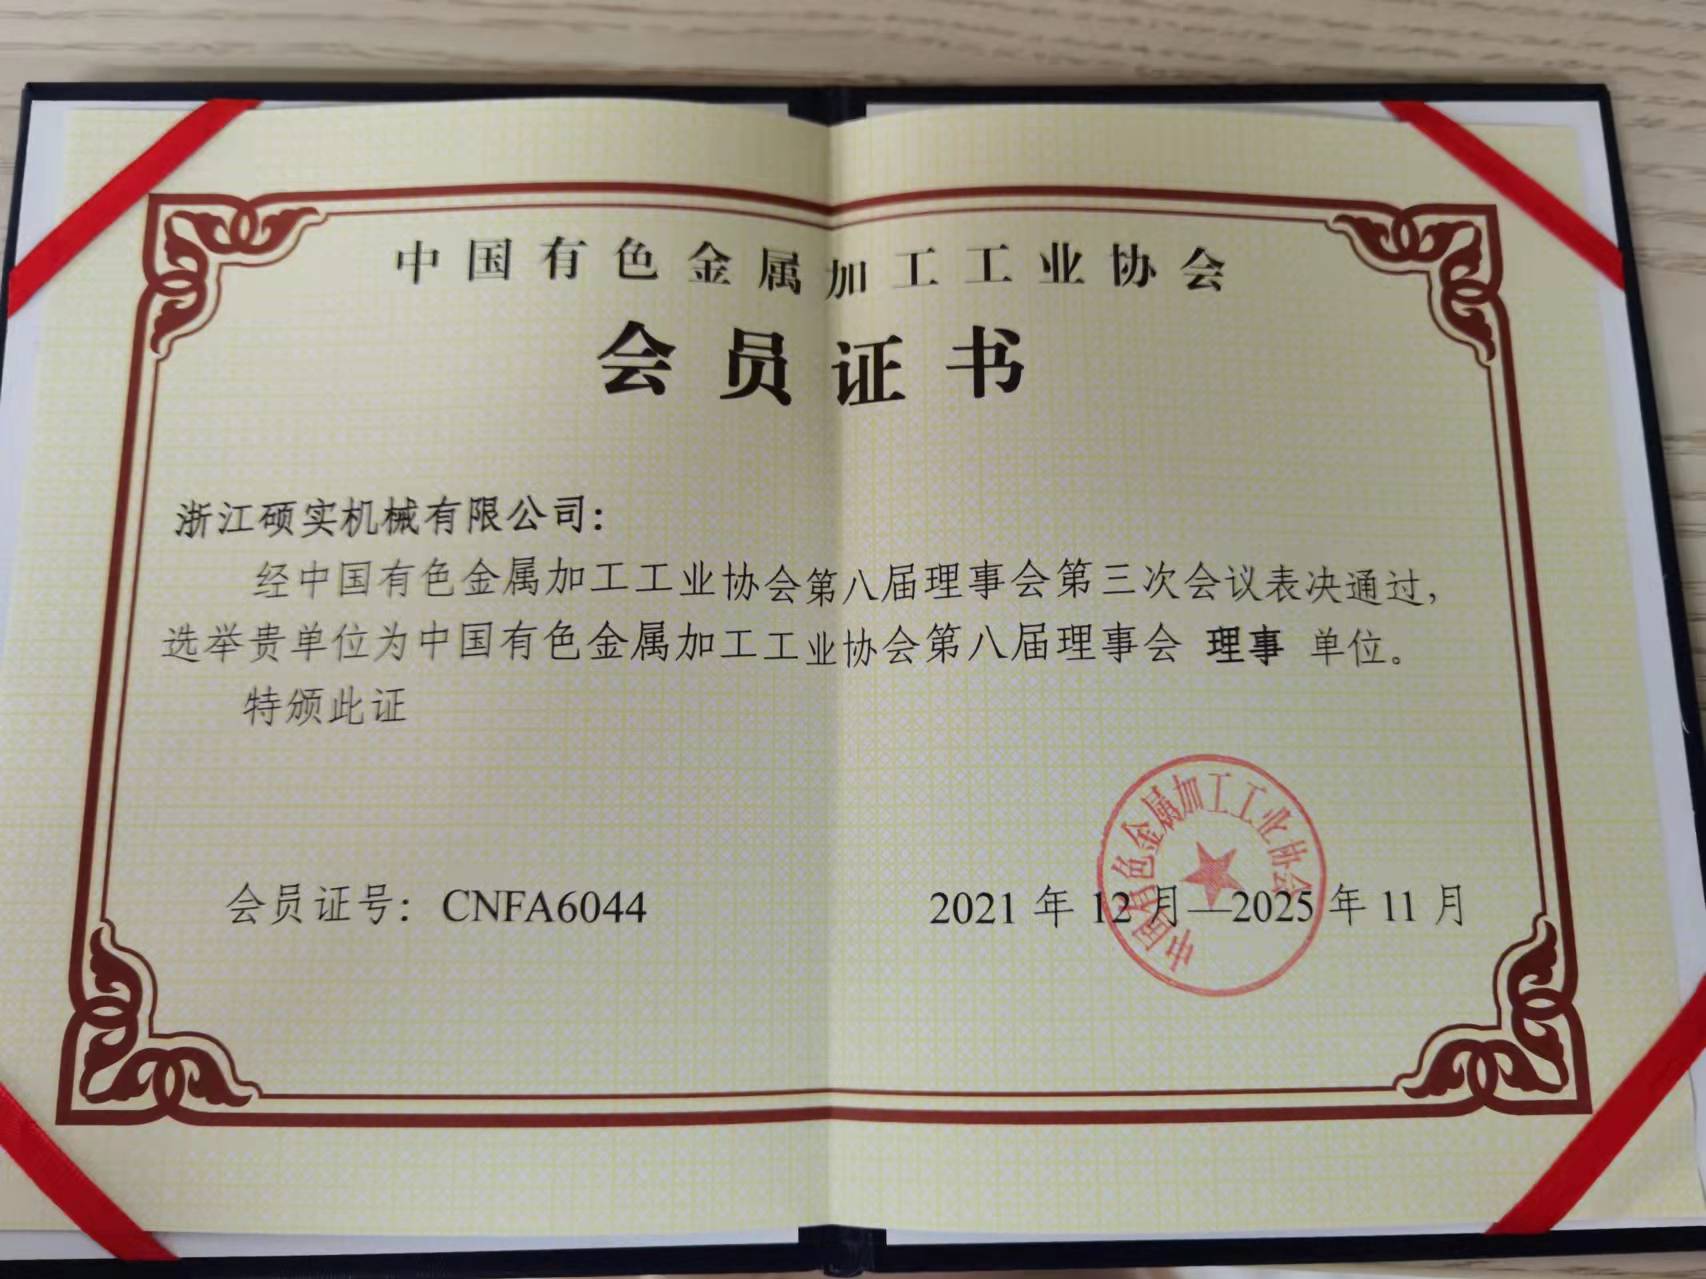 中国有色金属加工工业协会
会员证书
浙江硕实机械有限公司：
经中国有色金属加工工业协会第八届理事会第三次会议表决通过，
选举贵单位为中国有色金属加工工业协会第八届理事会 理事 单位。
特颁此证
中国有色金属加工工业协会
会员证号：CNFA6044
2021 年 12 月—2025 年 11 月